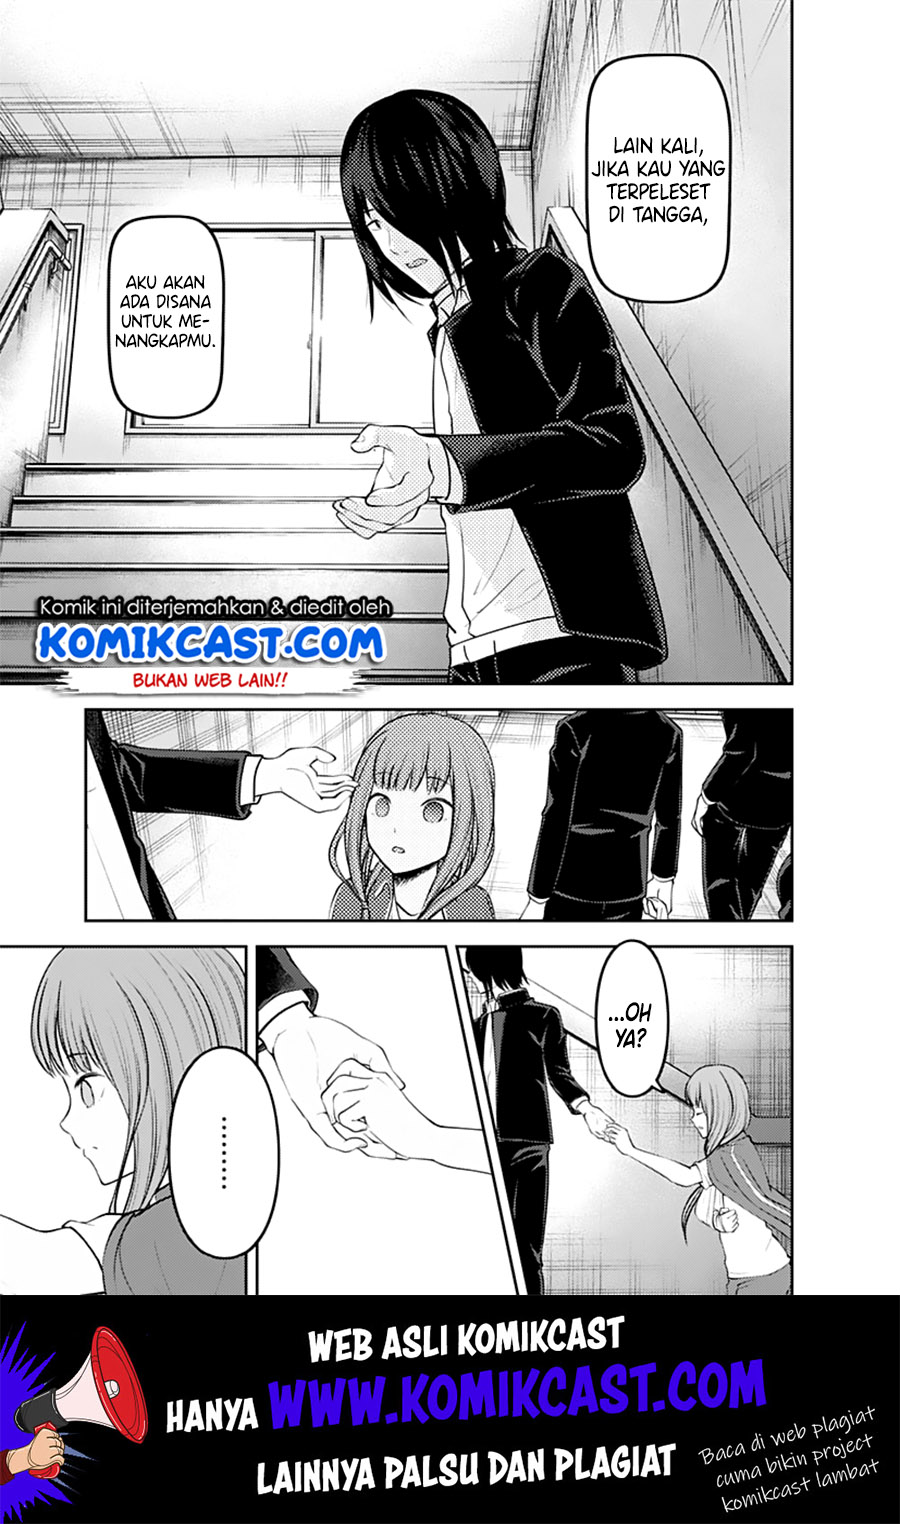 LAIN KALI,
JIKA KAU YANG
TERPELESET
DI TANGGA,
AKU AKAN
ADA DISANA
UNTUK ME-
NANGKAPMU.
Komik ini diterjemahkan & diedit oleh
KOMIKCAST.COM
BUKAN WEB LAIN!!
...OH
YA?
.........
WEB ASLI KOMIKCAST
HANYA WWW.KOMIKCAST.COM
LAINNYA PALSU DAN PLAGIAT
Baca di web plagiat
cuma bikin project
komikcast lambat